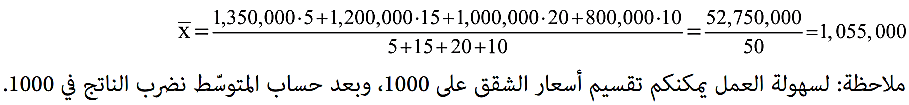 x̄ = (1,350,000·5+1,200,000·15+1,000,000·20+800,000·10)/(5+15+20+10) = 52,750,000/50 =1,055,000
ملاحظة: لسهولة العمل يمكنكم تقسيم أسعار الشقق على 1000، وبعد حساب المتوسّط نضرب الناتج في 1000.